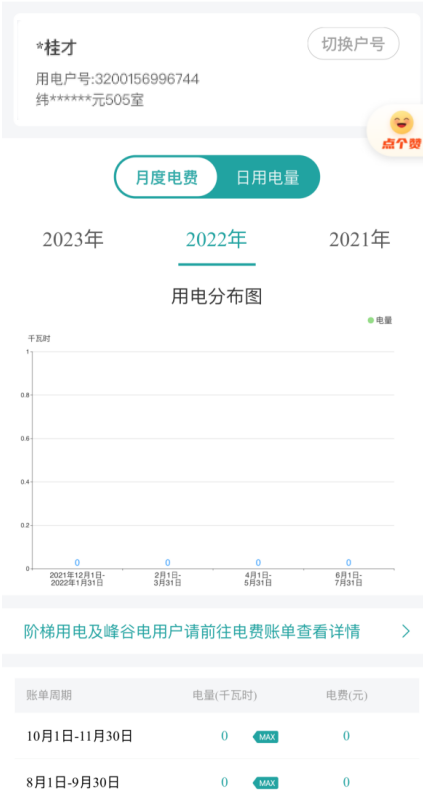 *桂才
切换户号
用电户号:3200156996744
纬******元505室
点个赞
月度电费
日用电量
2023年
2022年
2021年
用电分布图
电量
千瓦时
1
0.8
0.6
0.4
0.2
0
0
0
0
0
2021年12月1日-
2022年1月31日
2月1日-
3月31日
4月1日-
5月31日
6月1日-
7月31日
阶梯用电及峰谷电用户请前往电费账单查看详情
账单周期
电量(千瓦时)
电费(元)
10月1日-11月30日
0
MAX
0
8月1日-9月30日
0
MAX
0